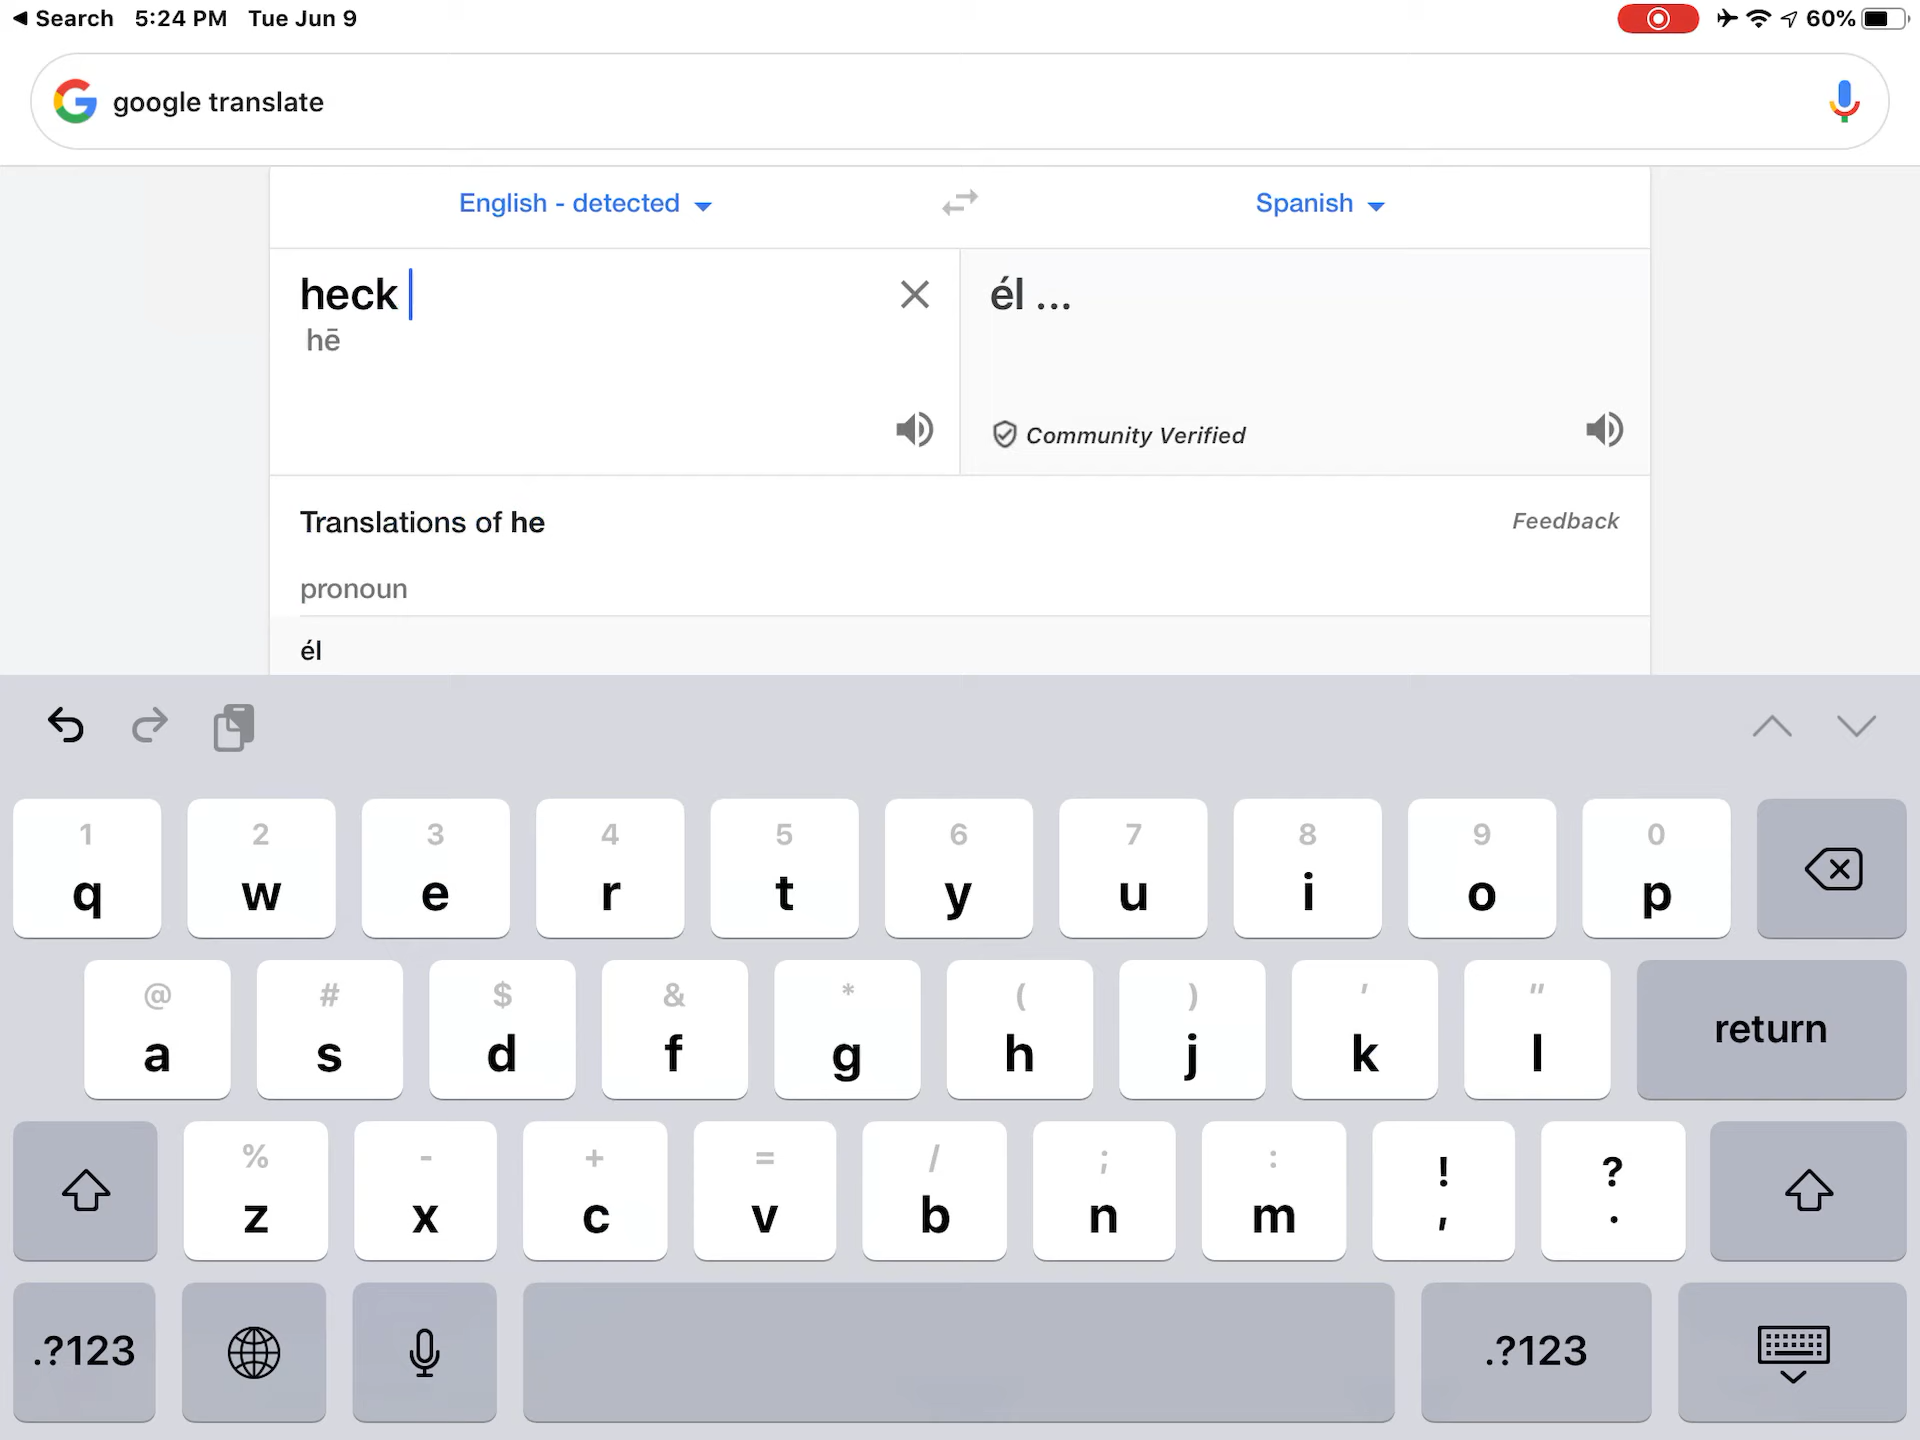 Search 5:24 PM Tue Jun 9 60%
google translate
English - detected Spanish
heck él ...
hē
Community Verified
Translations of he Feedback
pronoun
él
1 2 3 4 5 6 7 8 9 0
q w e r t y u i o p
@ # $ & * ( ) ' "
a s d f g h j k l return
% - + = / ; : ! ?
z x c v b n m , .
.?123 .?123